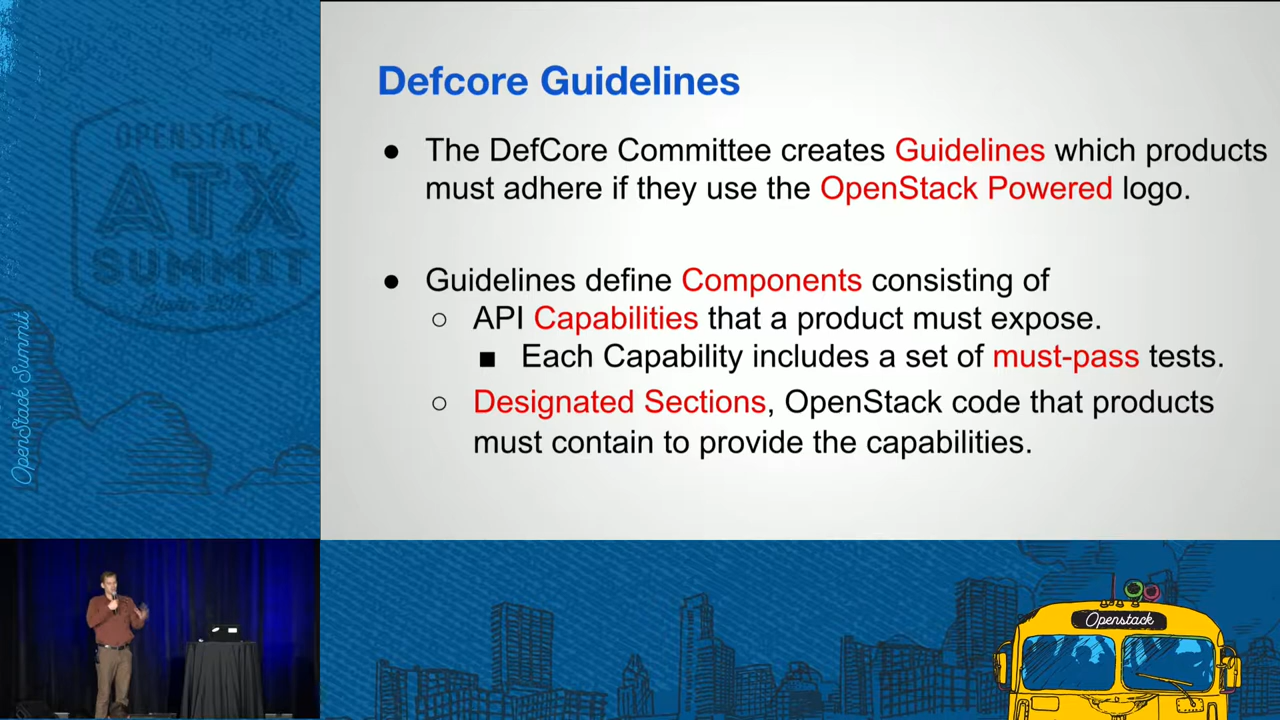 Defcore Guidelines
● The DefCore Committee creates Guidelines which products
must adhere if they use the OpenStack Powered logo.
● Guidelines define Components consisting of
○ API Capabilities that a product must expose.
■ Each Capability includes a set of must-pass tests.
○ Designated Sections, OpenStack code that products
must contain to provide the capabilities.
OPENSTACK
ATX
SUMMIT
OpenStack Summit
Openstack